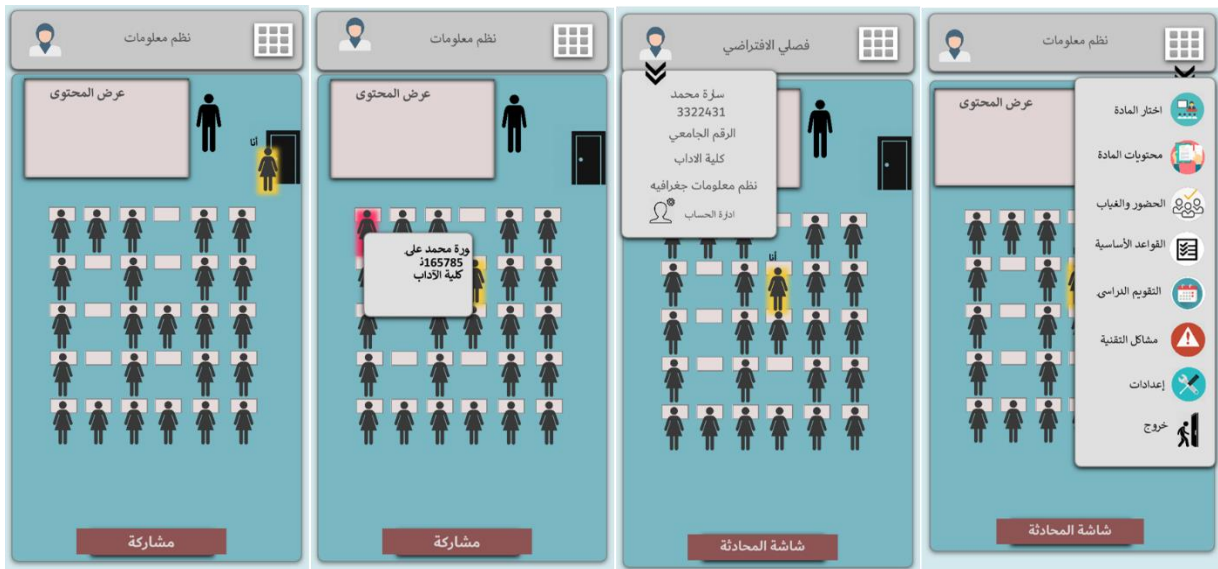 نظم معلومات
عرض المحتوى
أنا
مشاركة
نظم معلومات
عرض المحتوى
ورة محمد علي
165785ز
كلية الآداب
مشاركة
فصلي الافتراضي
سارة محمد
3322431
الرقم الجامعي
كلية الاداب
نظم معلومات جغرافيه
ادارة الحساب
أنا
شاشة المحادثة
نظم معلومات
عرض المحتوى
اختار المادة
محتويات المادة
الحضور والغياب
القواعد الأساسية
التقويم الدراسي
مشاكل التقنية
إعدادات
خروج
شاشة المحادثة